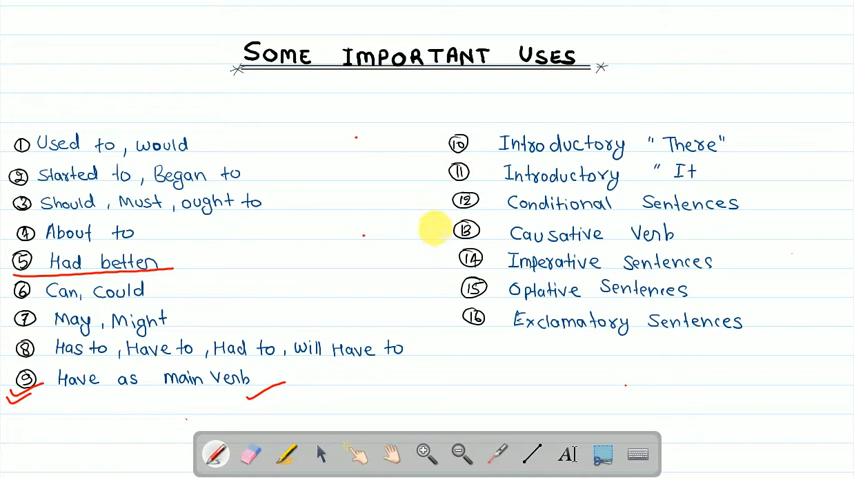 SOME IMPORTANT USES
① Used to, would
② Started to, Began to
③ Should, Must, ought to
④ About to
⑤ Had better
⑥ Can, Could
⑦ May, Might
⑧ Has to, Have to, Had to, Will Have to
⑨ Have as main verb
⑩ Introductory "There"
⑪ Introductory "It
⑫ Conditional Sentences
⑬ Causative Verb
⑭ Imperative Sentences
⑮ Optative Sentences
⑯ Exclamatory Sentences
AI